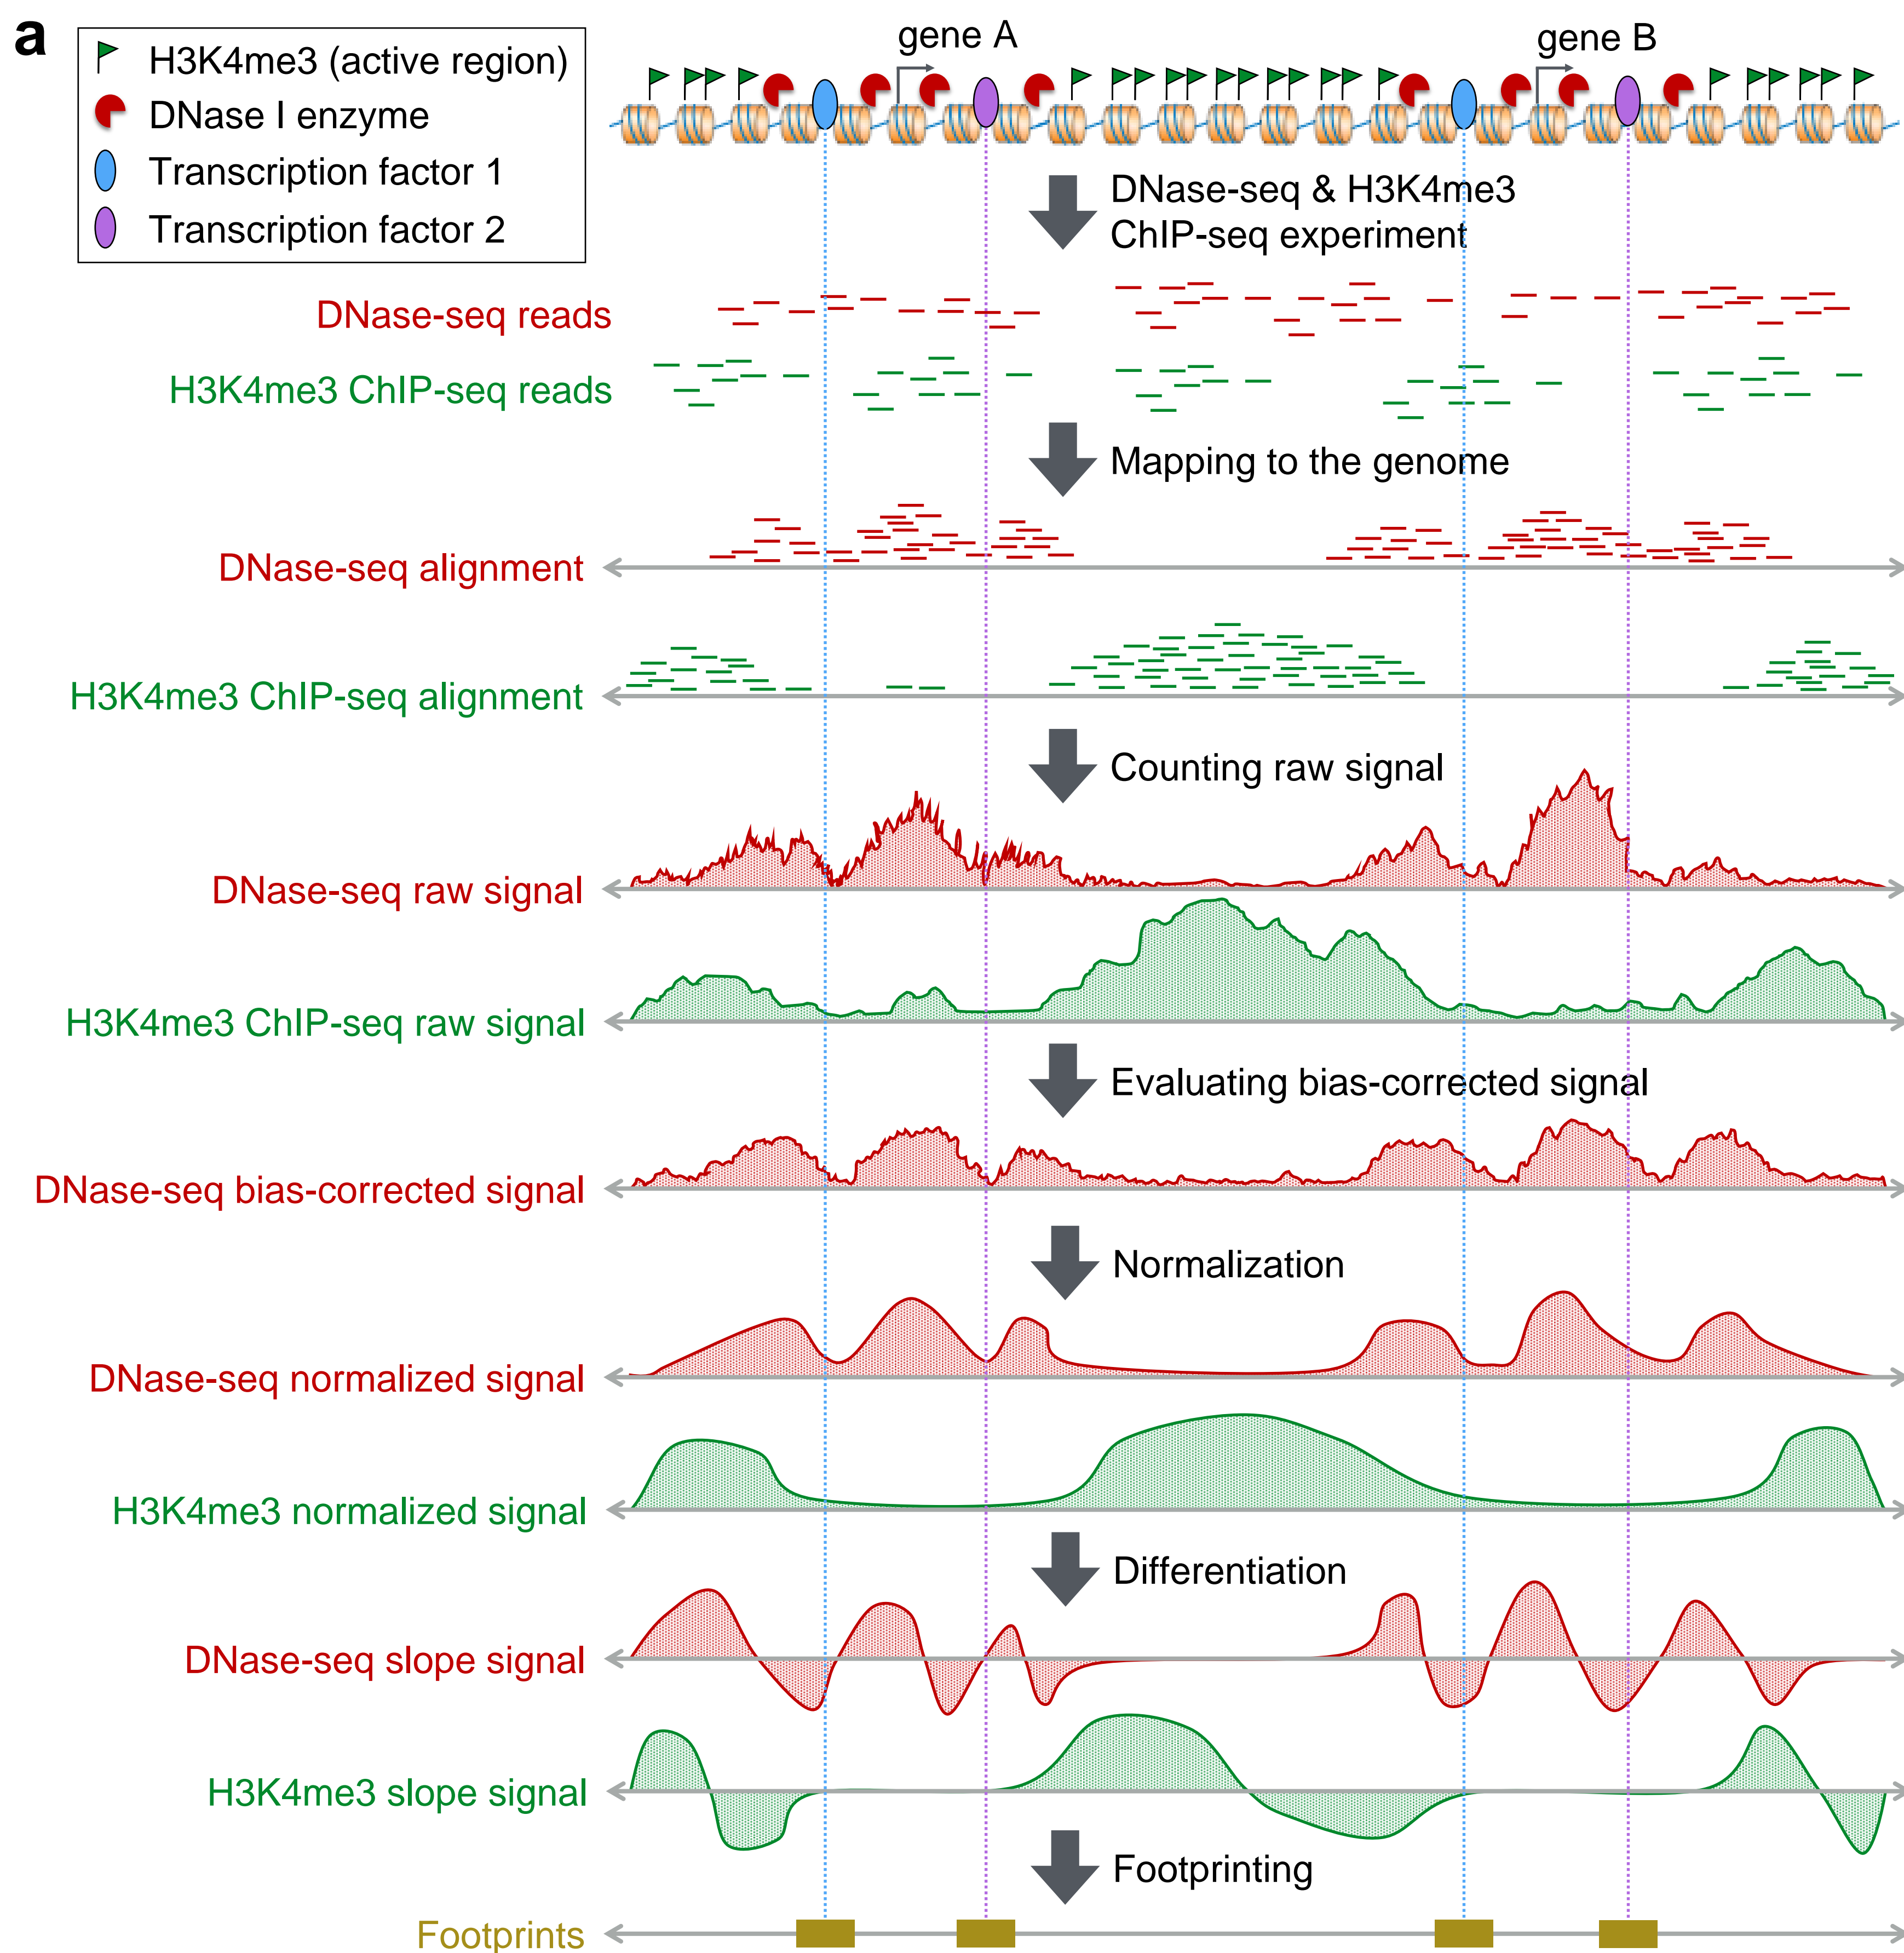 a
H3K4me3 (active region)
DNase I enzyme
Transcription factor 1
Transcription factor 2
gene A
gene B
DNase-seq & H3K4me3
ChIP-seq experiment
DNase-seq reads
H3K4me3 ChIP-seq reads
Mapping to the genome
DNase-seq alignment
H3K4me3 ChIP-seq alignment
Counting raw signal
DNase-seq raw signal
H3K4me3 ChIP-seq raw signal
Evaluating bias-corrected signal
DNase-seq bias-corrected signal
Normalization
DNase-seq normalized signal
H3K4me3 normalized signal
Differentiation
DNase-seq slope signal
H3K4me3 slope signal
Footprinting
Footprints